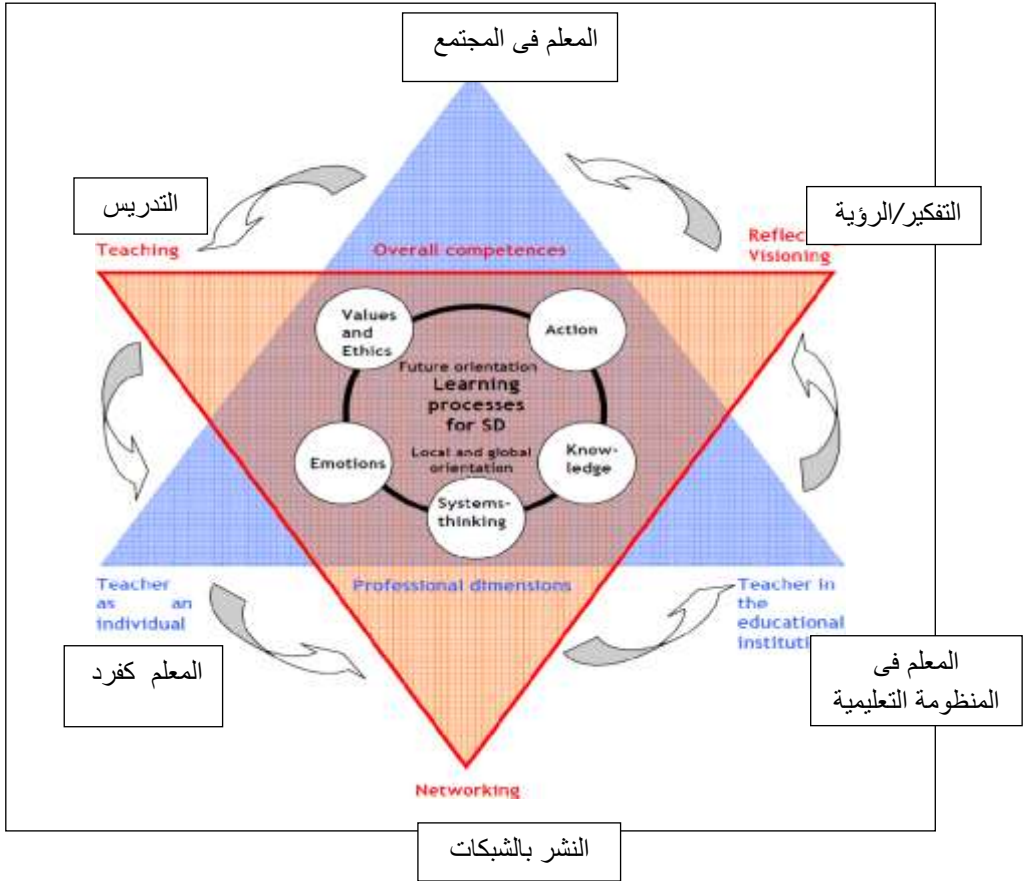 المعلم فى المجتمع
التدريس
التفكير/الرؤية
Teaching
Overall competences
Visioning
Values
and
Ethics
Action
Future orientation
Learning
processes
for SD
Local and global
orientation
Emotions
Know-
ledge
Systems-
thinking
Teacher
as an
individual
Professional dimensions
Teacher in
the
educational
المعلم كفرد
المعلم فى
المنظومة التعليمية
Networking
النشر بالشبكات